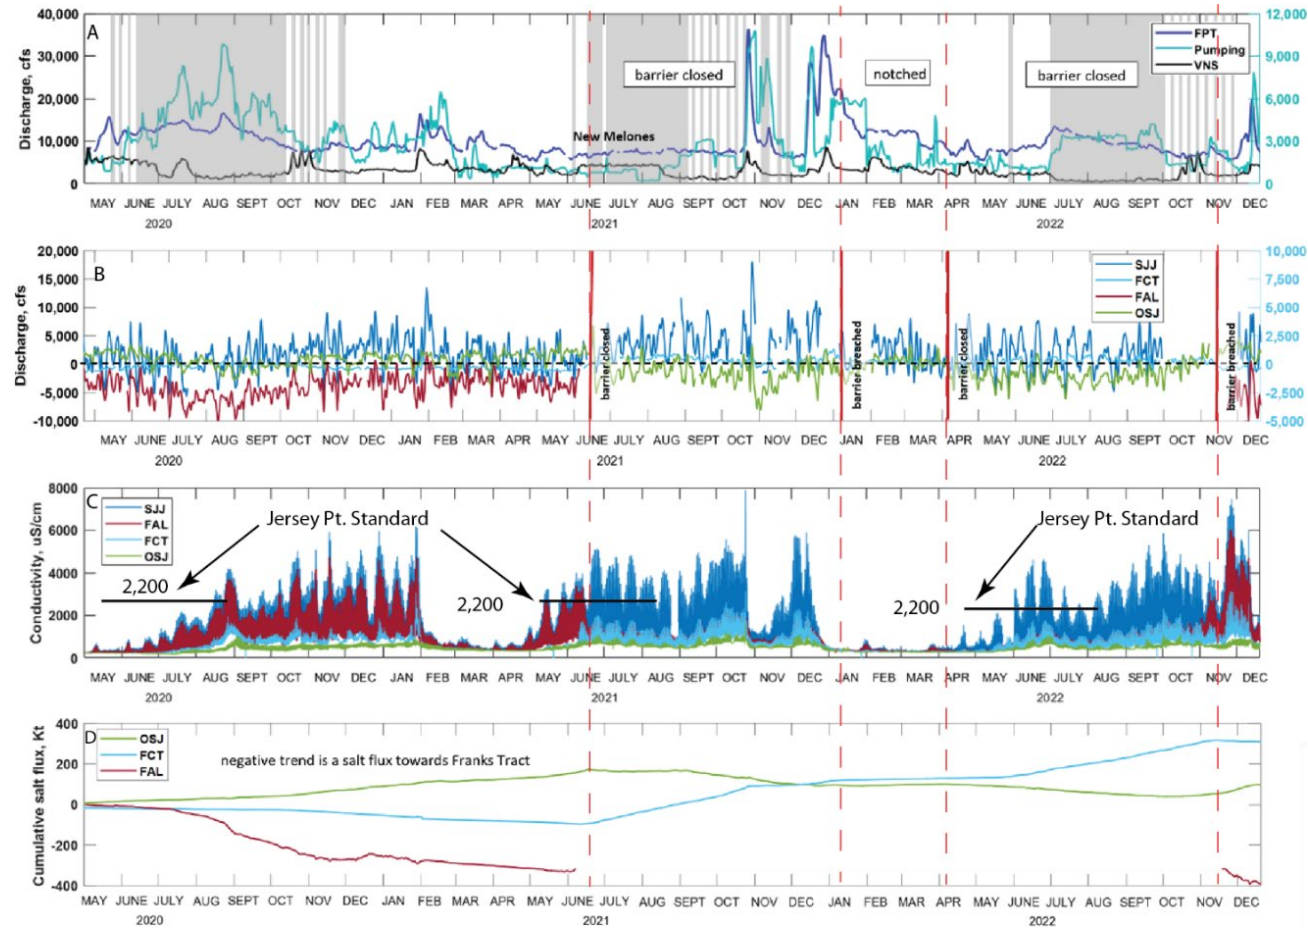 A
40,000
30,000
20,000
10,000
0
Discharge, cfs
12,000
9,000
6,000
3,000
0
FPT
Pumping
VNS
barrier closed
notched
barrier closed
New Melones
MAY JUNE JULY AUG SEPT OCT NOV DEC JAN FEB MAR APR MAY JUNE JULY AUG SEPT OCT NOV DEC JAN FEB MAR APR MAY JUNE JULY AUG SEPT OCT NOV DEC
2020 2021 2022
B
20,000
15,000
10,000
5,000
0
-5,000
-10,000
Discharge, cfs
10,000
7,500
5,000
2,500
0
-2,500
-5,000
SJJ
FCT
FAL
OSJ
barrier closed
barrier breached
barrier closed
barrier breached
MAY JUNE JULY AUG SEPT OCT NOV DEC JAN FEB MAR APR MAY JUNE JULY AUG SEPT OCT NOV DEC JAN FEB MAR APR MAY JUNE JULY AUG SEPT OCT NOV DEC
2020 2021 2022
C
8000
6000
4000
2000
0
Conductivity, uS/cm
SJJ
FAL
FCT
OSJ
Jersey Pt. Standard
Jersey Pt. Standard
2,200
2,200
2,200
MAY JUNE JULY AUG SEPT OCT NOV DEC JAN FEB MAR APR MAY JUNE JULY AUG SEPT OCT NOV DEC JAN FEB MAR APR MAY JUNE JULY AUG SEPT OCT NOV DEC
2020 2021 2022
D
400
200
0
-200
-400
Cumulative salt flux, Kt
OSJ
FCT
FAL
negative trend is a salt flux towards Franks Tract
MAY JUNE JULY AUG SEPT OCT NOV DEC JAN FEB MAR APR MAY JUNE JULY AUG SEPT OCT NOV DEC JAN FEB MAR APR MAY JUNE JULY AUG SEPT OCT NOV DEC
2020 2021 2022